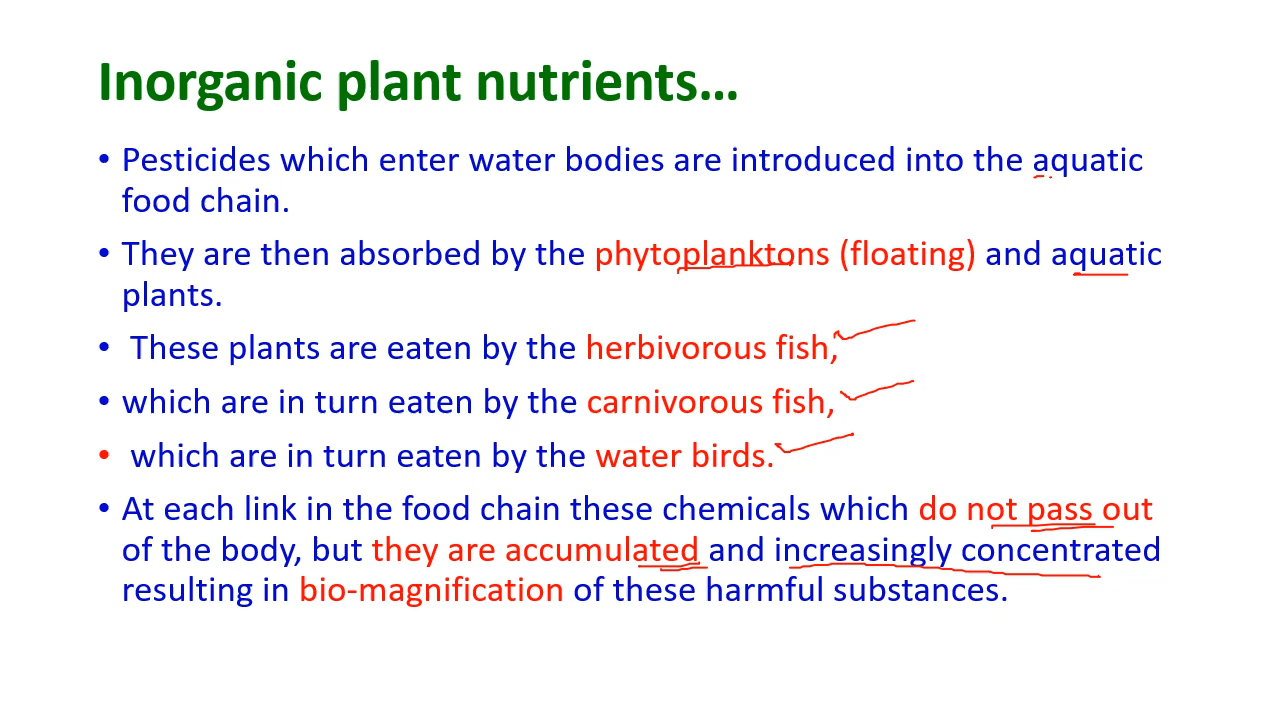 Inorganic plant nutrients...
• Pesticides which enter water bodies are introduced into the aquatic
food chain.
• They are then absorbed by the phytoplanktons (floating) and aquatic
plants.
• These plants are eaten by the herbivorous fish,
• which are in turn eaten by the carnivorous fish,
• which are in turn eaten by the water birds.
• At each link in the food chain these chemicals which do not pass out
of the body, but they are accumulated and increasingly concentrated
resulting in bio-magnification of these harmful substances.